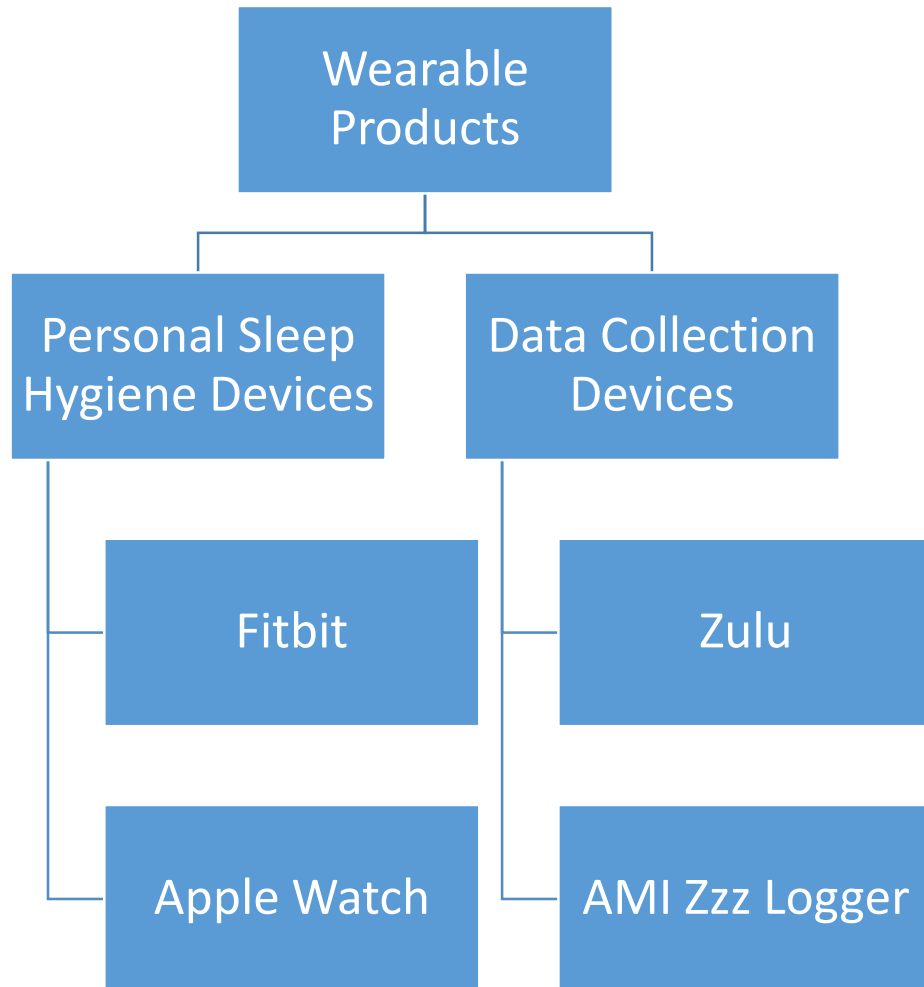 Wearable
Products
Personal Sleep
Hygiene Devices
Data Collection
Devices
Fitbit
Zulu
Apple Watch
AMI Zzz Logger